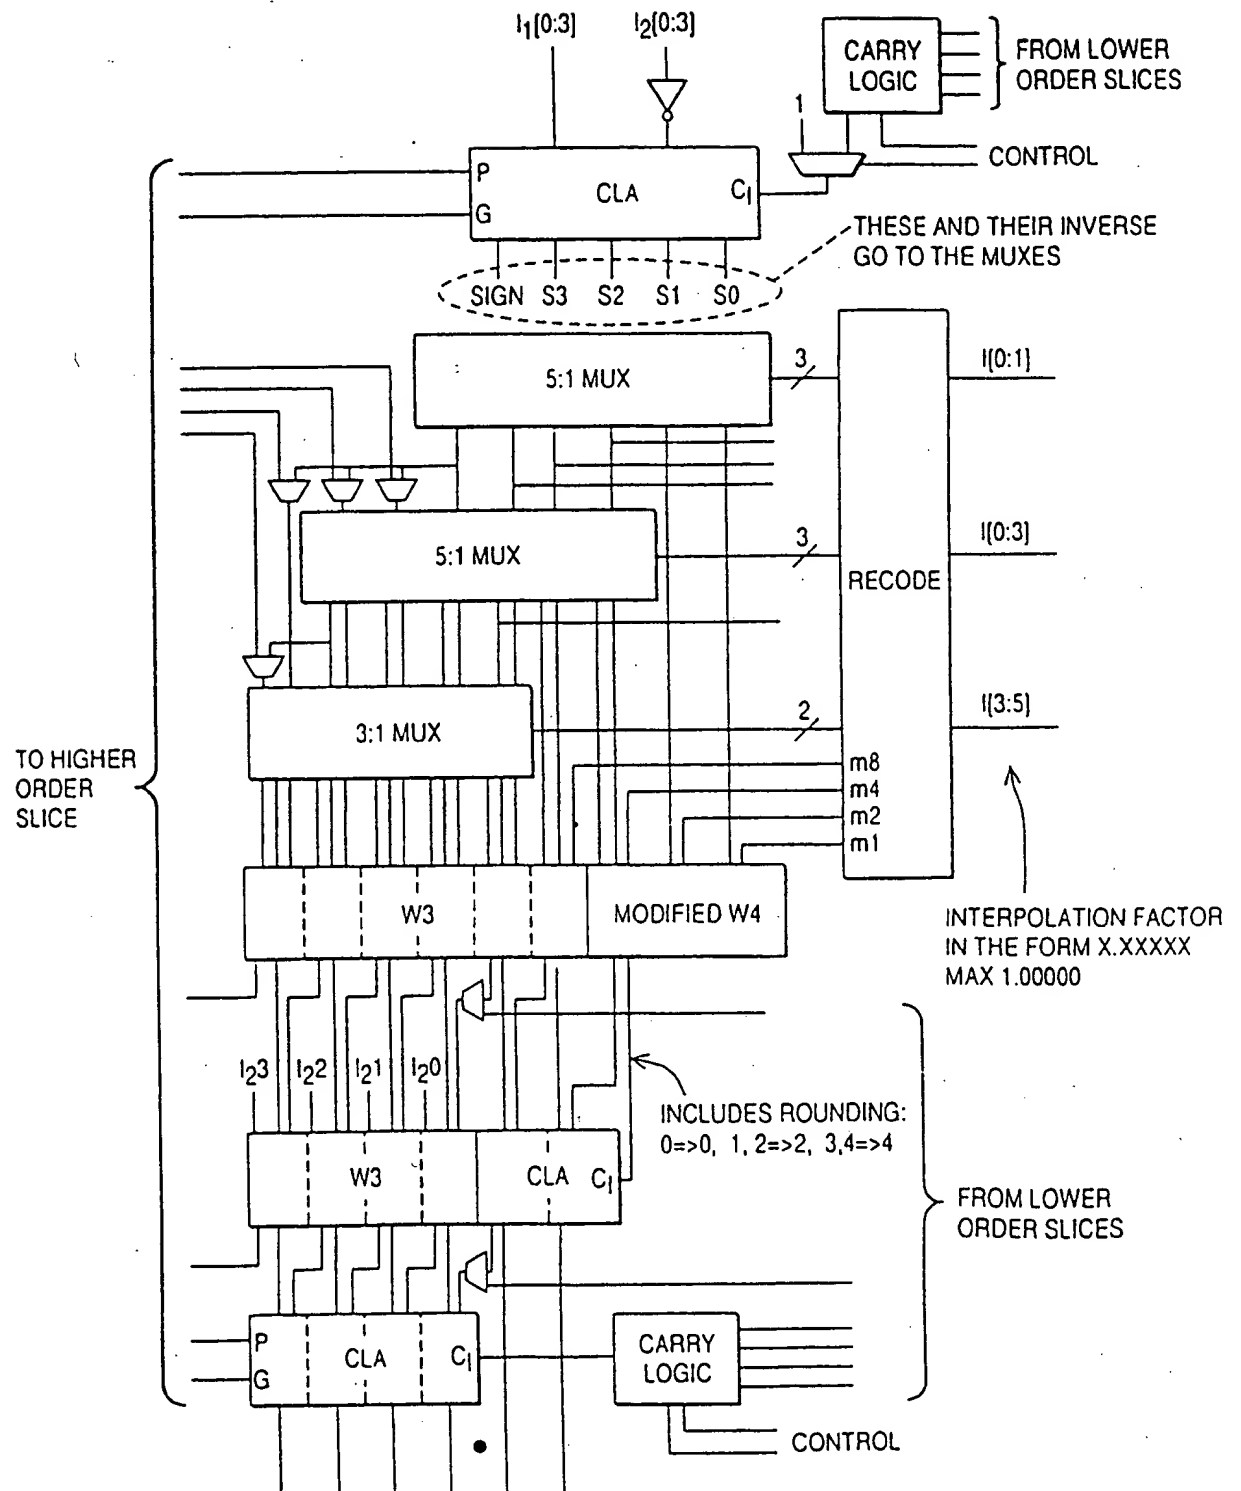 I1[0:3]
I2[0:3]
CARRY
LOGIC
FROM LOWER
ORDER SLICES
1
CONTROL
P
CLA
CI
G
THESE AND THEIR INVERSE
GO TO THE MUXES
SIGN S3 S2 S1 S0
5:1 MUX
3
I[0:1]
5:1 MUX
3
I[0:3]
RECODE
3:1 MUX
2
I[3:5]
TO HIGHER
ORDER
SLICE
m8
m4
m2
m1
W3
MODIFIED W4
INTERPOLATION FACTOR
IN THE FORM X.XXXXX
MAX 1.00000
I23 I22 I21 I20
INCLUDES ROUNDING:
0=>0, 1,2=>2, 3,4=>4
W3
CLA
CI
FROM LOWER
ORDER SLICES
P
CLA
CI
G
CARRY
LOGIC
CONTROL